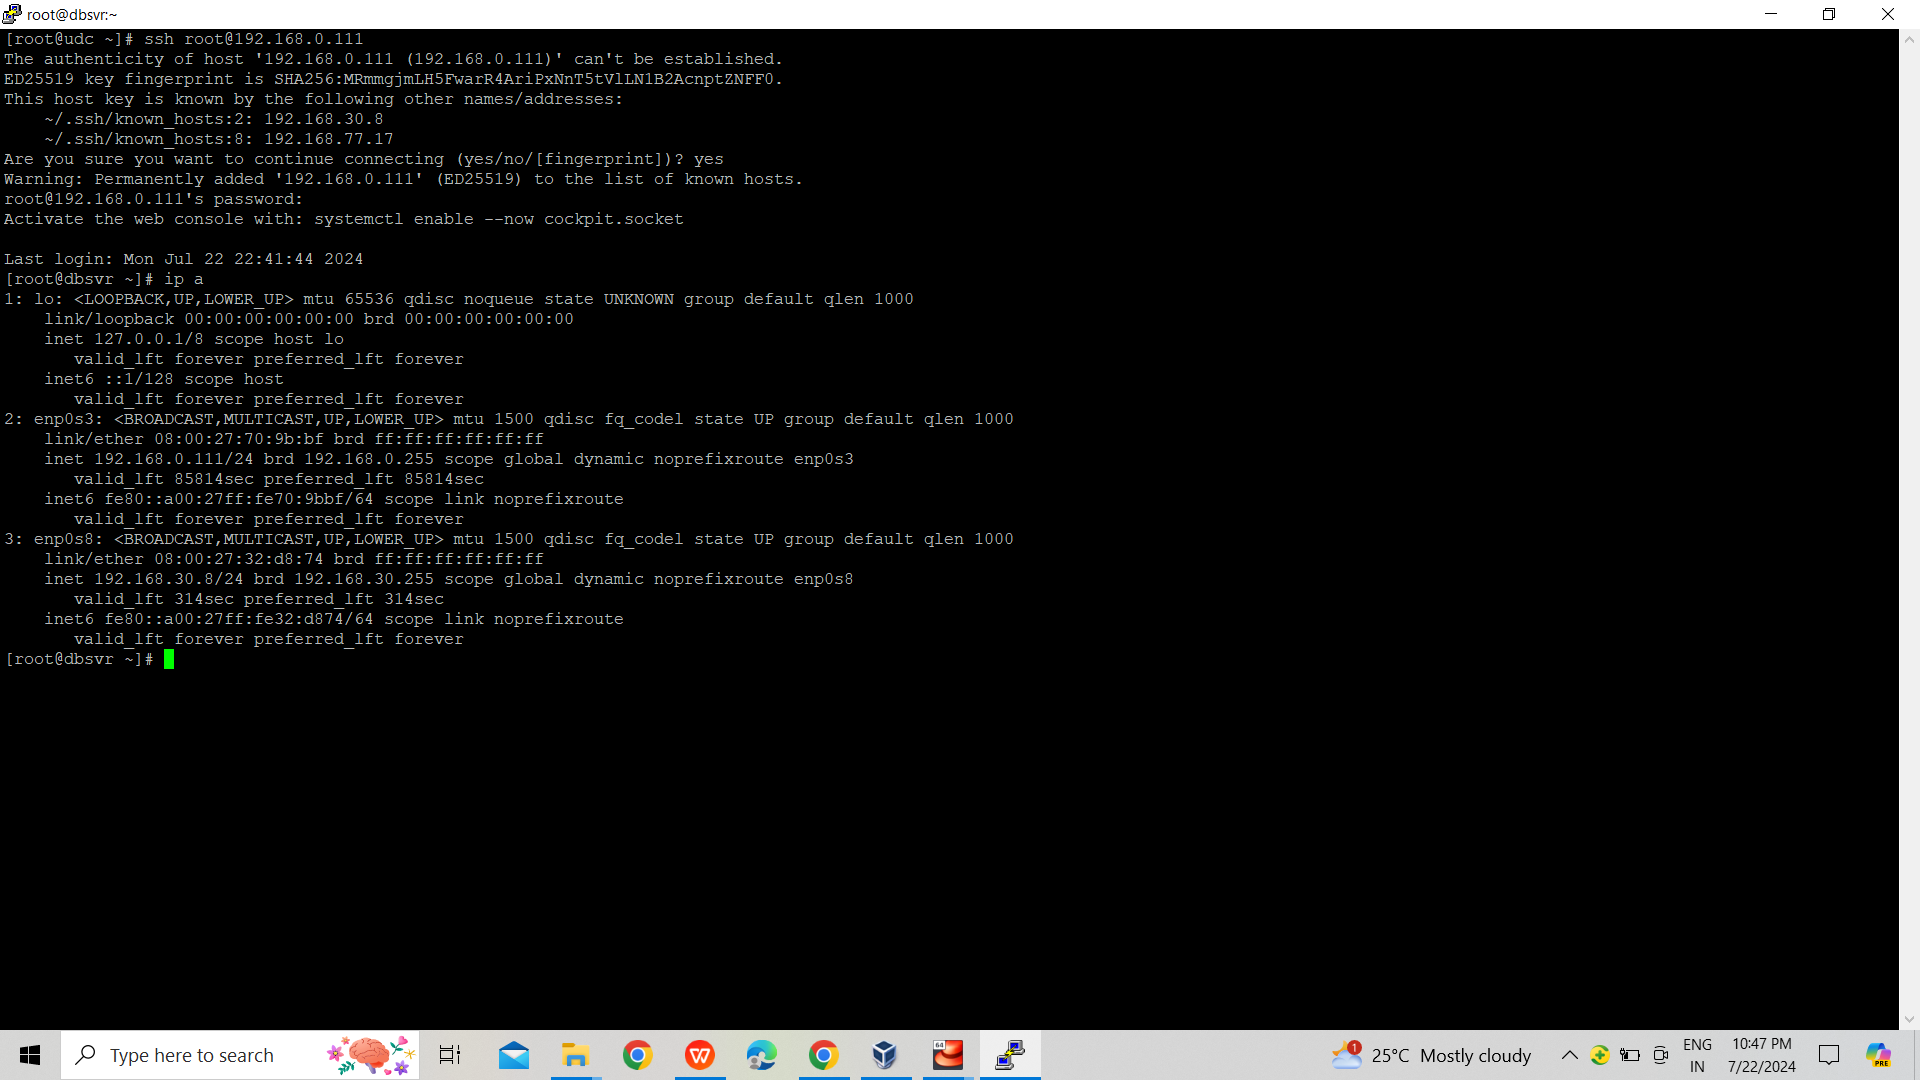 root@dbsvr:~
[root@udc ~]# ssh root@192.168.0.111
The authenticity of host '192.168.0.111 (192.168.0.111)' can't be established.
ED25519 key fingerprint is SHA256:MRmmgjmLH5FwarR4AriPxNnT5tVlLN1B2AcnptZNFF0.
This host key is known by the following other names/addresses:
    ~/.ssh/known_hosts:2: 192.168.30.8
    ~/.ssh/known_hosts:8: 192.168.77.17
Are you sure you want to continue connecting (yes/no/[fingerprint])? yes
Warning: Permanently added '192.168.0.111' (ED25519) to the list of known hosts.
root@192.168.0.111's password:
Activate the web console with: systemctl enable --now cockpit.socket
Last login: Mon Jul 22 22:41:44 2024
[root@dbsvr ~]# ip a
1: lo: <LOOPBACK,UP,LOWER_UP> mtu 65536 qdisc noqueue state UNKNOWN group default qlen 1000
    link/loopback 00:00:00:00:00:00 brd 00:00:00:00:00:00
    inet 127.0.0.1/8 scope host lo
       valid_lft forever preferred_lft forever
    inet6 ::1/128 scope host
       valid_lft forever preferred_lft forever
2: enp0s3: <BROADCAST,MULTICAST,UP,LOWER_UP> mtu 1500 qdisc fq_codel state UP group default qlen 1000
    link/ether 08:00:27:70:9b:bf brd ff:ff:ff:ff:ff:ff
    inet 192.168.0.111/24 brd 192.168.0.255 scope global dynamic noprefixroute enp0s3
       valid_lft 85814sec preferred_lft 85814sec
    inet6 fe80::a00:27ff:fe70:9bbf/64 scope link noprefixroute
       valid_lft forever preferred_lft forever
3: enp0s8: <BROADCAST,MULTICAST,UP,LOWER_UP> mtu 1500 qdisc fq_codel state UP group default qlen 1000
    link/ether 08:00:27:32:d8:74 brd ff:ff:ff:ff:ff:ff
    inet 192.168.30.8/24 brd 192.168.30.255 scope global dynamic noprefixroute enp0s8
       valid_lft 314sec preferred_lft 314sec
    inet6 fe80::a00:27ff:fe32:d874/64 scope link noprefixroute
       valid_lft forever preferred_lft forever
[root@dbsvr ~]#
Type here to search
64
1
25°C Mostly cloudy
ENG
IN
10:47 PM
7/22/2024
PRE